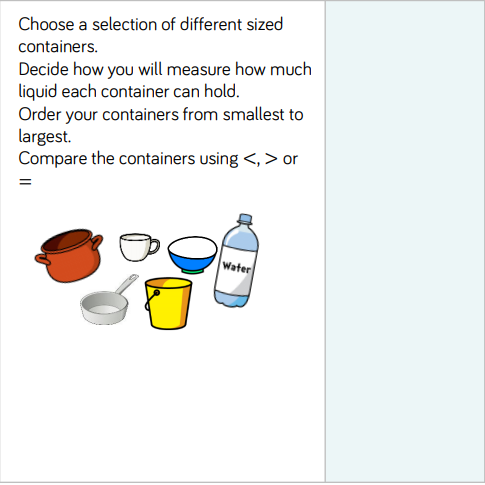 Choose a selection of different sized
containers.
Decide how you will measure how much
liquid each container can hold.
Order your containers from smallest to
largest.
Compare the containers using <, > or
=
Water